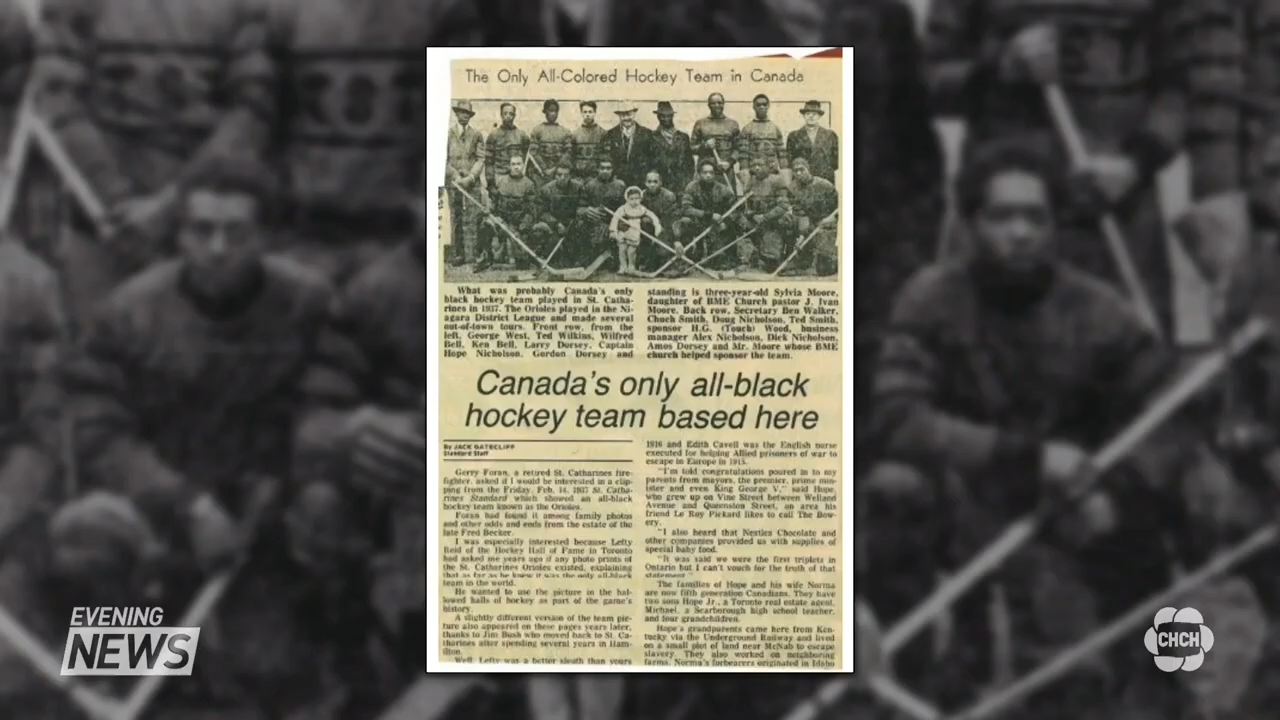 The Only All-Colored Hockey Team in Canada
What was probably Canada's only
black hockey team played in St. Catha-
rines in 1937. The Orioles played in the Ni-
agara District League and made several
out-of-town tours. Front row, from the
left, George West, Ted Wilkins, Wilfred
Bell, Ken Bell, Larry Dorsey, Captain
Hope Nicholson, Gordon Dorsey and
standing is three-year-old Sylvia Moore,
daughter of BME Church pastor J. Ivan
Moore. Back row, Secretary Ben Walker,
Chuch Smith, Doug Nicholson, Ted Smith,
sponsor H.G. (Touch) Wood, business
manager Alex Nicholson, Dick Nicholson,
Amos Dorsey and Mr. Moore whose BME
church helped sponsor the team.
Canada's only all-black
hockey team based here
By JACK GATECLIFF
Standard Staff
Gerry Foran, a retired St. Catharines fire-
fighter, asked if I would be interested in a clip-
ping from the Friday, Feb. 14, 1937 St. Catha-
rines Standard which showed an all-black
hockey team known as the Orioles.
Foran had found it among family photos
and other odds and ends from the estate of the
late Fred Becker.
I was especially interested because Lefty
Reid of the Hockey Hall of Fame in Toronto
had asked me years ago if any photo prints of
the St. Catharines Orioles existed, explaining
that as far as he knew it was the only all-black
team in the world.
He wanted to use the picture in the hal-
lowed halls of hockey as part of the game's
history.
A slightly different version of the team pic-
ture also appeared on these pages years later,
thanks to Jim Bush who moved back to St. Ca-
tharines after spending several years in Ham-
ilton.
Well, Lefty was a better sleuth than yours
1916 and Edith Cavell was the English nurse
executed for helping Allied prisoners of war to
escape in Europe in 1915.
"I'm told congratulations poured in to my
parents from mayors, the premier, prime min-
ister and even King George V," said Hope,
who grew up on Vine Street between Welland
Avenue and Queenston Street, on area his
friend Le Roy Pickard likes to call The Bow-
ery.
"I also heard that Nestles Chocolate and
other companies provided us with supplies of
special baby food.
"It was said we were the first triplets in
Ontario but I can't vouch for the truth of that
statement."
The families of Hope and his wife Norma
are now fifth generation Canadians. They have
two sons Hope Jr., a Toronto real estate agent,
Michael, a Scarborough high school teacher,
and four grandchildren.
Hope's grandparents came here from Ken-
tucky via the Underground Railway and lived
on a small plot of land near McNab to escape
slavery. They also worked on neighboring
farms. Norma's forbearers originated in Idaho
EVENING
NEWS
CHCH